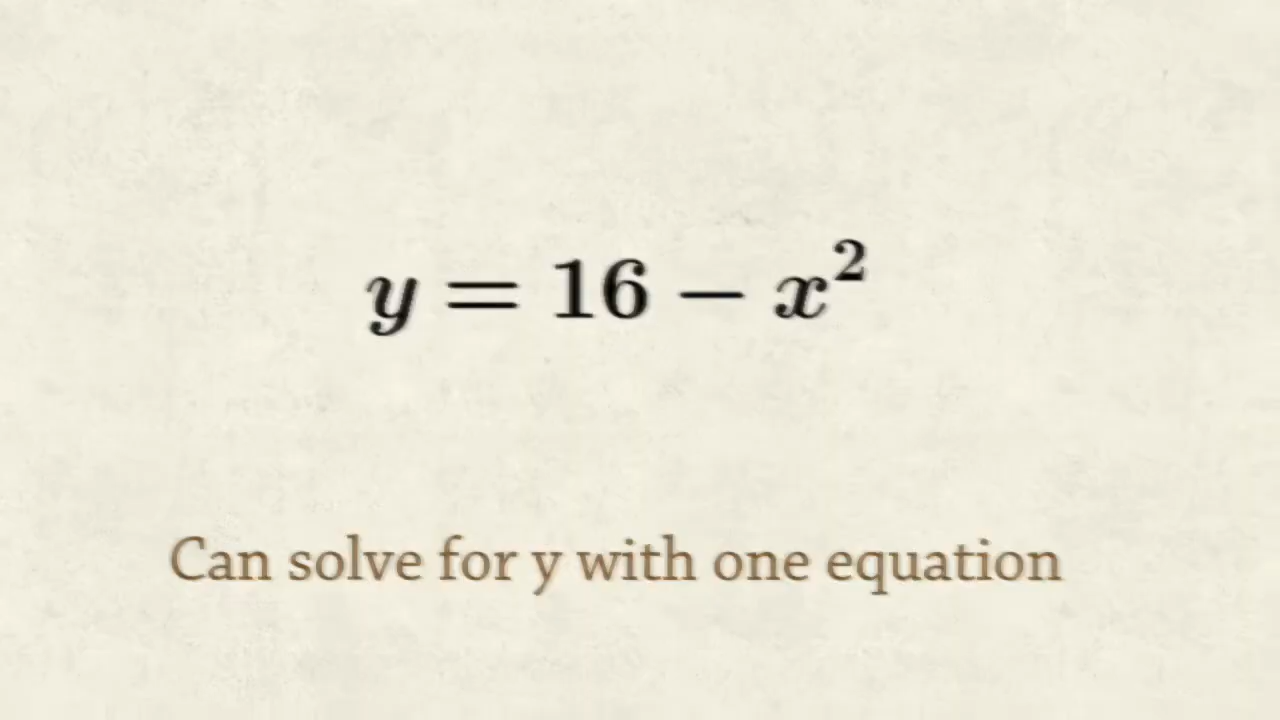 y = 16 − x²
Can solve for y with one equation